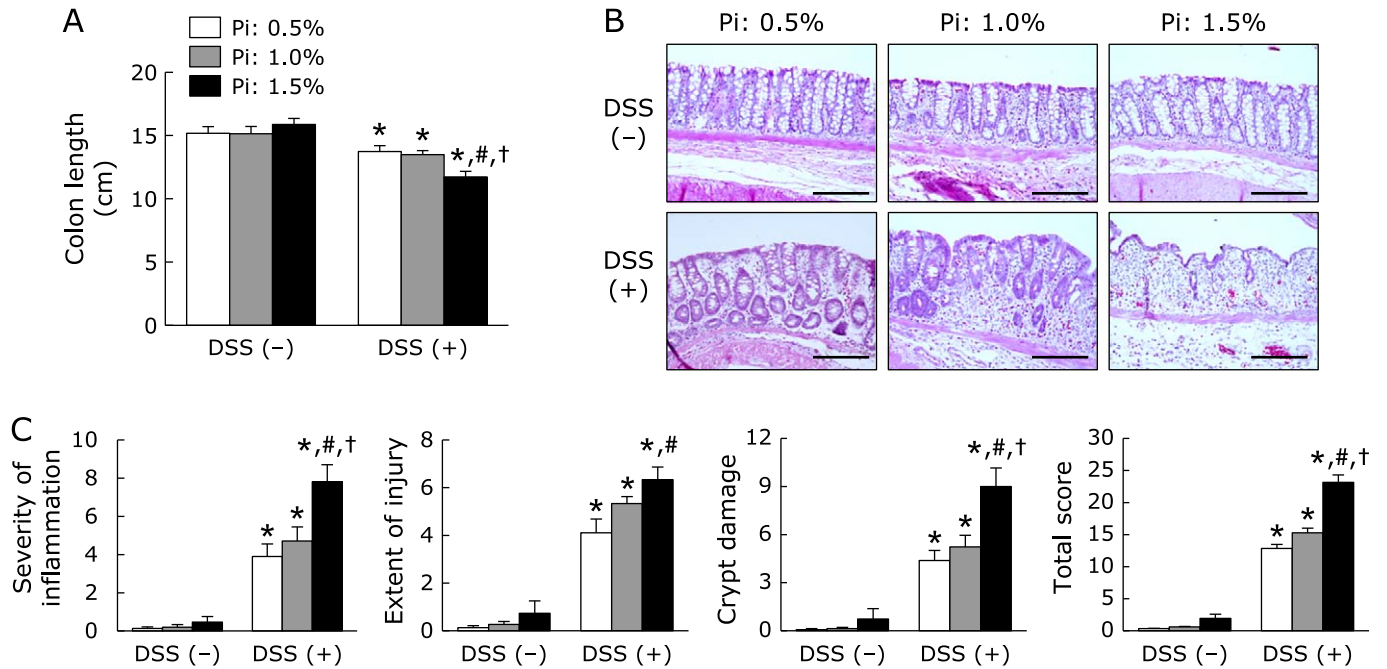 A
Pi: 0.5%
Pi: 1.0%
Pi: 1.5%
Colon length
(cm)
20
15
10
5
0
*
*
*,#,†
DSS (−)
DSS (+)
B
Pi: 0.5%
Pi: 1.0%
Pi: 1.5%
DSS
(−)
DSS
(+)
C
Severity of
inflammation
10
8
6
4
2
0
*
*
*,#,†
DSS (−)
DSS (+)
Extent of injury
8
6
4
2
0
*
*
*,#
DSS (−)
DSS (+)
Crypt damage
12
9
6
3
0
*
*
*,#,†
DSS (−)
DSS (+)
Total score
30
25
20
15
10
5
0
*
*
*,#,†
DSS (−)
DSS (+)